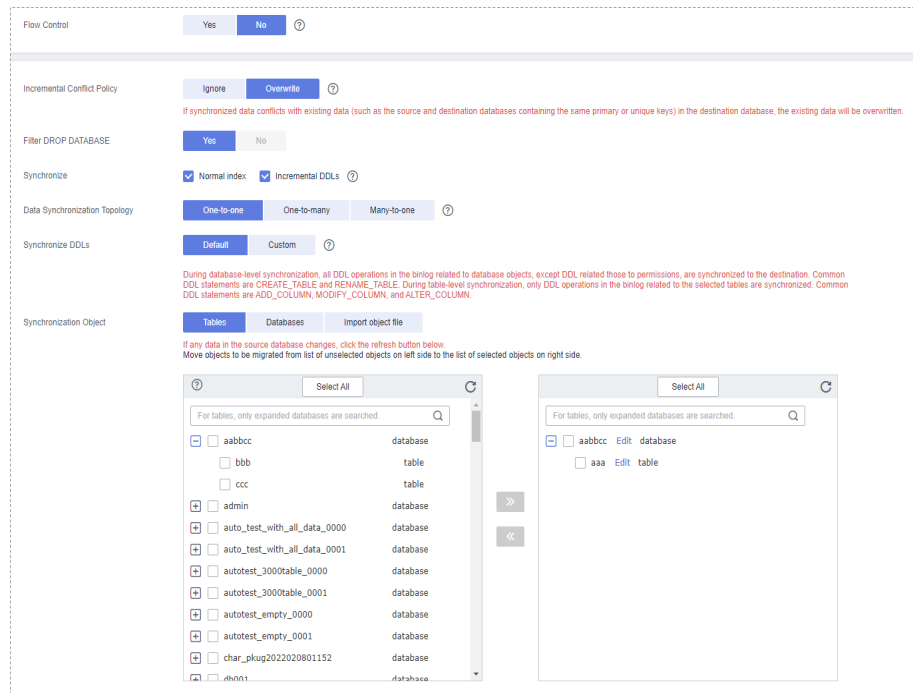 Flow Control Yes No
Incremental Conflict Policy Ignore Overwrite
If synchronized data conflicts with existing data (such as the source and destination databases containing the same primary or unique keys) in the destination database, the existing data will be overwritten.
Filter DROP DATABASE Yes No
Synchronize Normal index Incremental DDLs
Data Synchronization Topology One-to-one One-to-many Many-to-one
Synchronize DDLs Default Custom
During database-level synchronization, all DDL operations in the binlog related to database objects, except DDL related those to permissions, are synchronized to the destination. Common
DDL statements are CREATE_TABLE and RENAME_TABLE. During table-level synchronization, only DDL operations in the binlog related to the selected tables are synchronized. Common
DDL statements are ADD_COLUMN, MODIFY_COLUMN, and ALTER_COLUMN.
Synchronization Object Tables Databases Import object file
If any data in the source database changes, click the refresh button below.
Move objects to be migrated from list of unselected objects on left side to the list of selected objects on right side.
Select All
For tables, only expanded databases are searched.
aabbcc database
bbb table
ccc table
admin database
auto_test_with_all_data_0000 database
auto_test_with_all_data_0001 database
autotest_3000table_0000 database
autotest_3000table_0001 database
autotest_empty_0000 database
autotest_empty_0001 database
char_pkug2022020801152 database
db001 database
Select All
For tables, only expanded databases are searched.
aabbcc Edit database
aaa Edit table